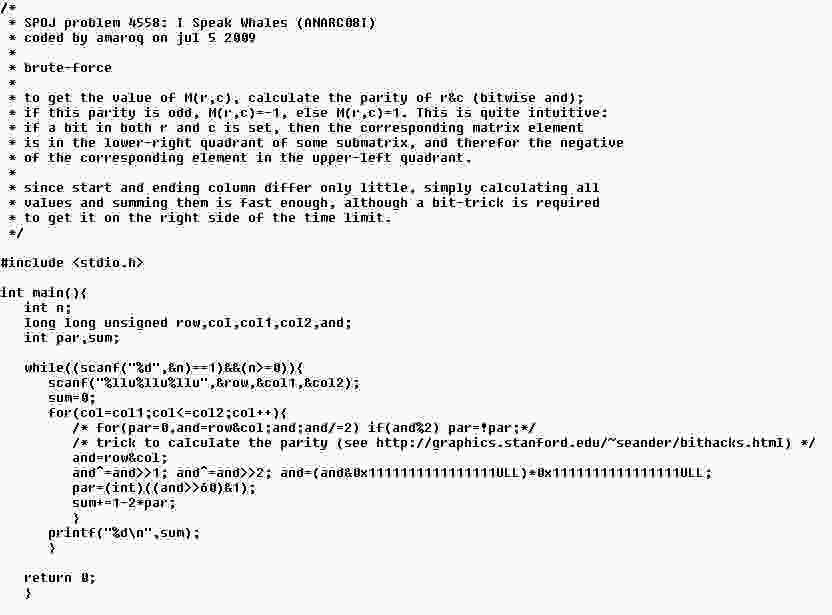 /*
 * SPOJ problem 4558: I Speak Whales (ANARC08I)
 * coded by amaroq on jul 5 2009
 *
 * brute-force
 *
 * to get the value of M(r,c), calculate the parity of r&c (bitwise and);
 * if this parity is odd, M(r,c)=-1, else M(r,c)=1. This is quite intuitive:
 * if a bit in both r and c is set, then the corresponding matrix element
 * is in the lower-right quadrant of some submatrix, and therefor the negative
 * of the corresponding element in the upper-left quadrant.
 *
 * since start and ending column differ only little, simply calculating all
 * values and summing them is fast enough, although a bit-trick is required
 * to get it on the right side of the time limit.
 */
#include <stdio.h>
int main(){
   int n;
   long long unsigned row,col,col1,col2,and;
   int par,sum;
   while((scanf("%d",&n)==1)&&(n>=0)){
      scanf("%llu%llu%llu",&row,&col1,&col2);
      sum=0;
      for(col=col1;col<=col2;col++){
         /* for(par=0,and=row&col;and;and/=2) if(and%2) par=!par;*/
         /* trick to calculate the parity (see http://graphics.stanford.edu/~seander/bithacks.html) */
         and=row&col;
         and^=and>>1; and^=and>>2; and=(and&0x1111111111111111ULL)*0x1111111111111111ULL;
         par=(int)((and>>60)&1);
         sum+=1-2*par;
         }
      printf("%d\n",sum);
      }
   return 0;
   }